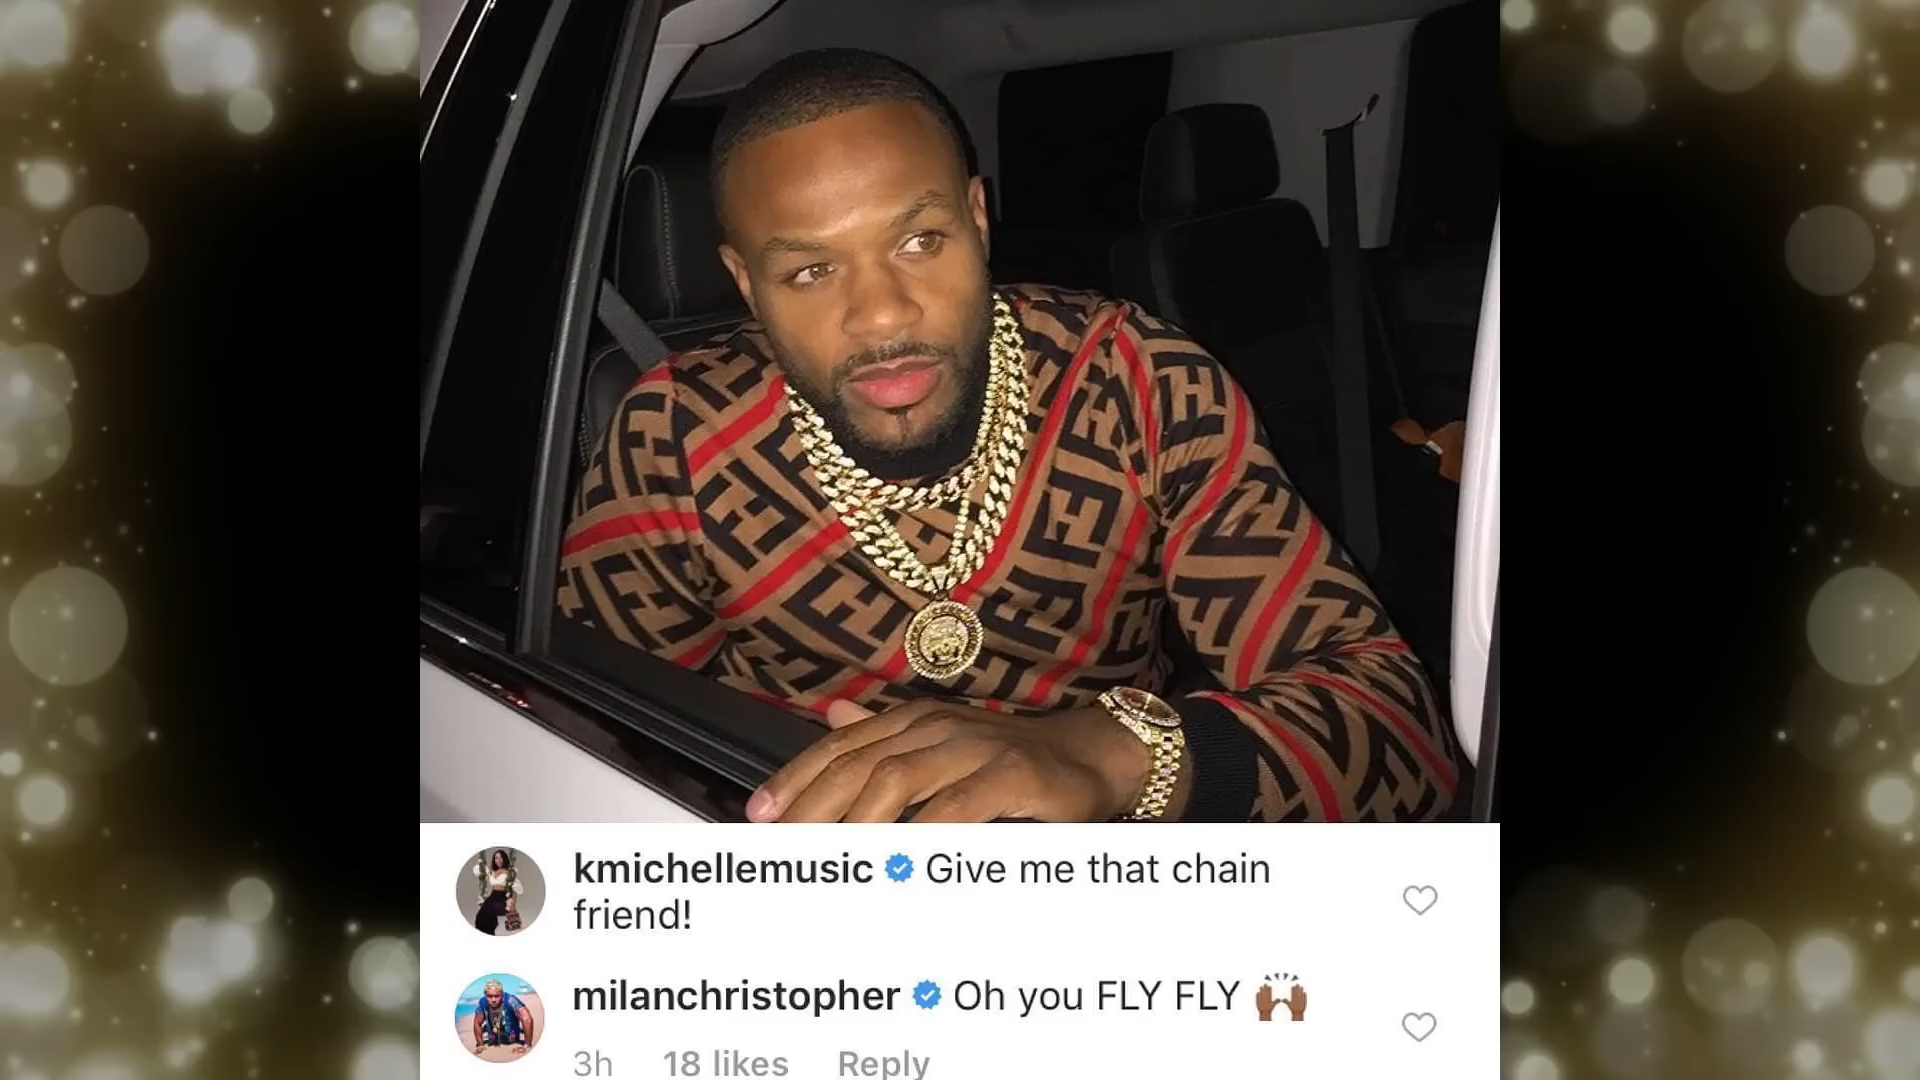 kmichellemusic Give me that chain
friend!
milanchristopher Oh you FLY FLY 🙌🏾
3h 18 likes Reply